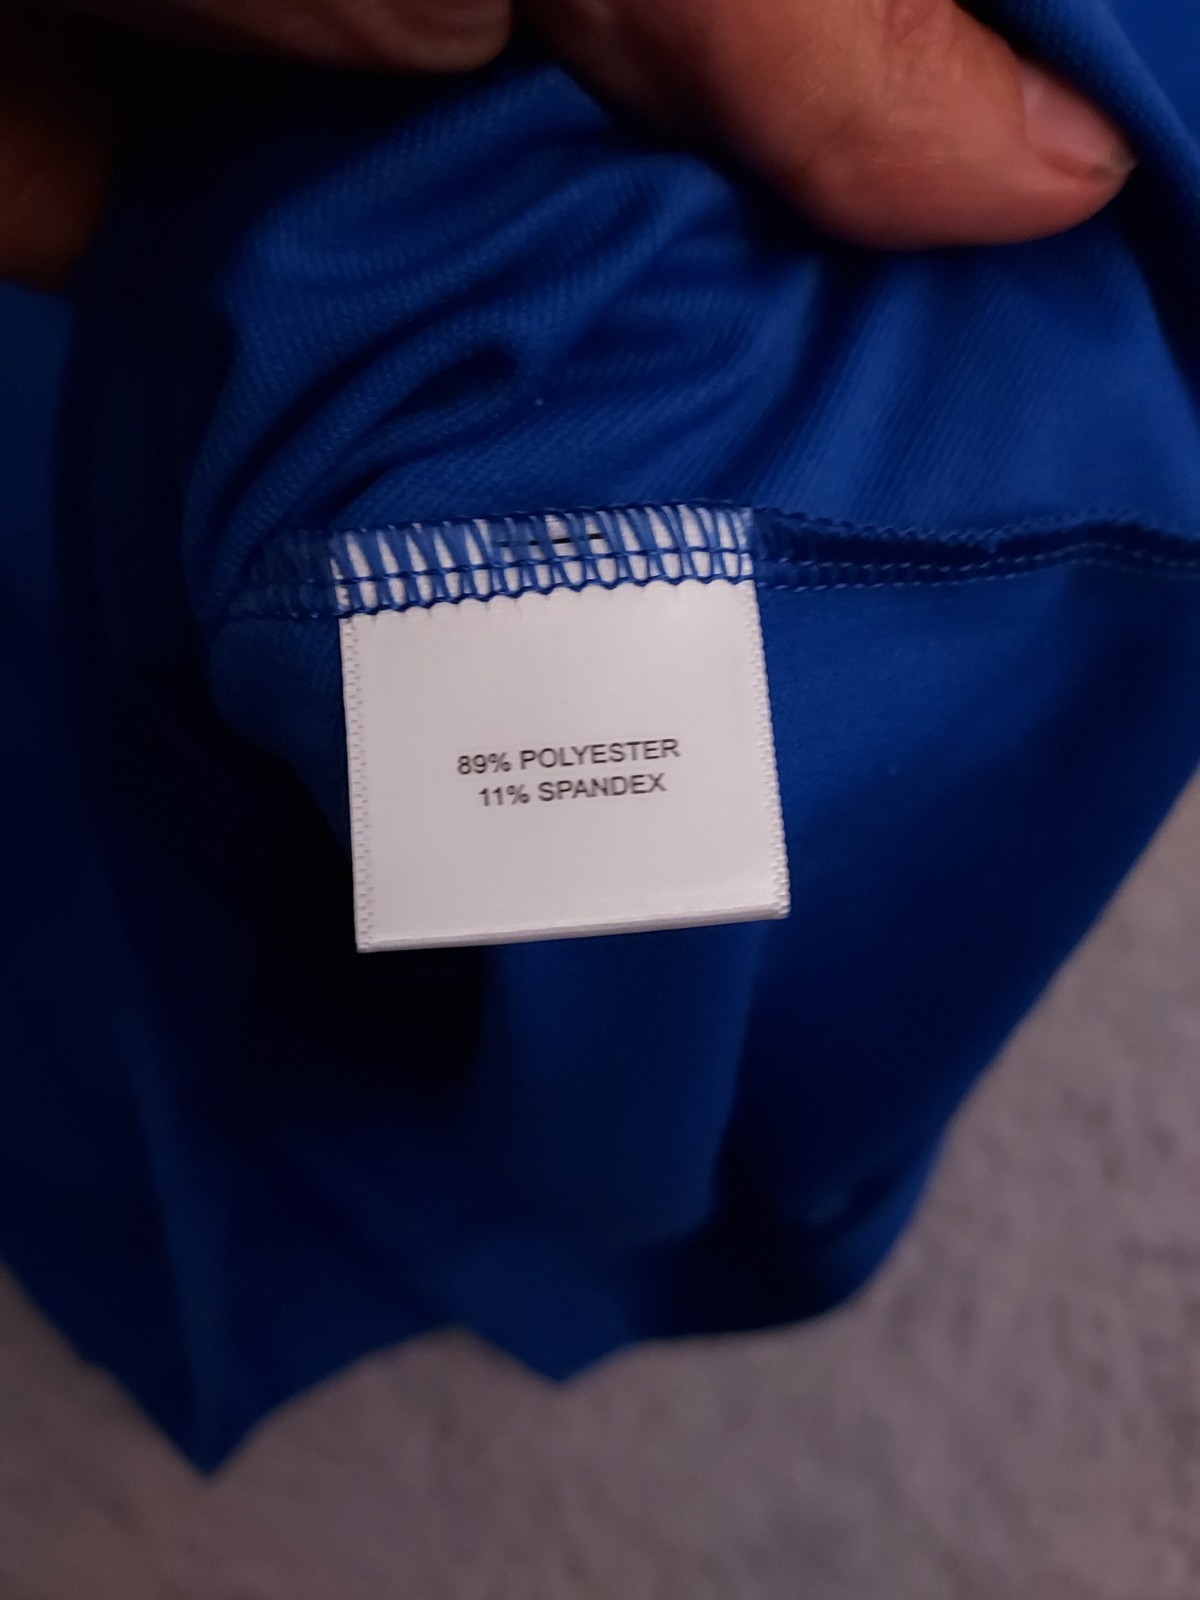 89% POLYESTER
11% SPANDEX